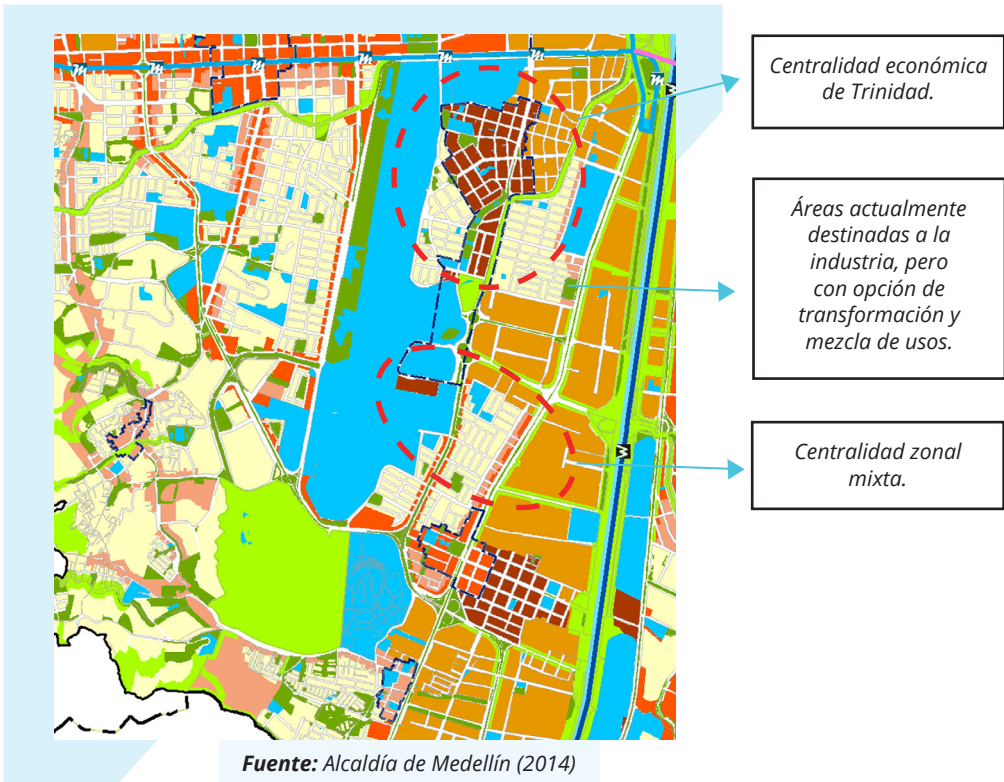 Centralidad económica
de Trinidad.
Áreas actualmente
destinadas a la
industria, pero
con opción de
transformación y
mezcla de usos.
Centralidad zonal
mixta.
Fuente: Alcaldía de Medellín (2014)